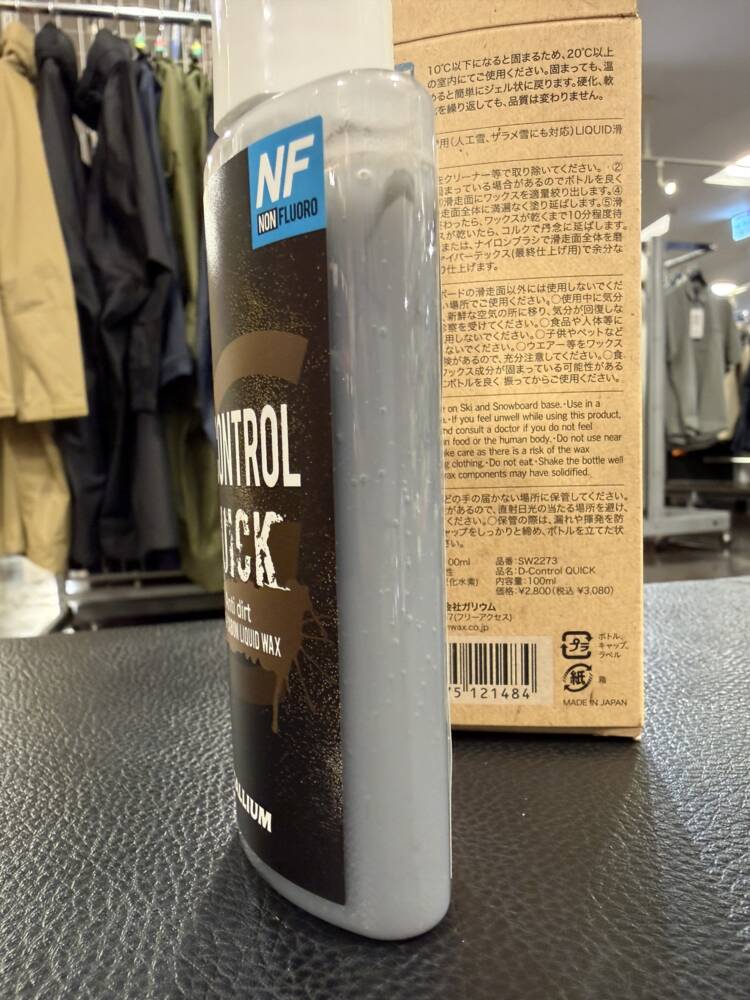 NF
NON FLUORO
CONTROL
QUICK
Anti dirt
LIQUID WAX
GALLIUM
10℃以下になると固まるため、20℃以上
の室内にてご使用ください。固まっても、温
めると簡単にジェル状に戻ります。硬化、軟
を繰り返しても、品質は変わりません。
用(人工雪、ザラメ雪にも対応)LIQUID滑
をクリーナー等で取り除いてください。②
固まっている場合があるのでボトルを良く
滑走面にワックスを適量絞り出します。④
走面全体に満遍なく塗り延ばします。⑤滑
わったら、ワックスが乾くまで10分程度待
スが乾いたら、コルクで丹念に延ばします。
または、ナイロンブラシで滑走面全体を磨
ァイバーテックス(最終仕上げ用)で余分な
仕上げます。
ボードの滑走面以外には使用しないでくだ
い場所でご使用ください。○使用中に気分
新鮮な空気の所に移り、気分が回復しな
察を受けてください。○食品や人体等に
用しないでください。○子供やペットなど
ないでください。○ウエアー等をワックス
険があるので、充分注意してください。○食
ワックス成分が固まっている可能性がある
ボトルを良く 振ってからご使用ください。
on Ski and Snowboard base.・Use in a
・If you feel unwell while using this product,
nd consult a doctor if you do not feel
n food or the human body.・Do not use near
ke care as there is a risk of the wax
g clothing.・Do not eat.・Shake the bottle well
wax components may have solidified.
どの手の届かない場所に保管してください。
があるので、直射日光の当たる場所を避け、
ください。○保管の際は、漏れや揮発を防
ャップをしっかりと締め、ボトルを立てた状
い。
00ml
性
化水素)
品番:SW2273
品名:D-Control QUICK
内容量:100ml
価格:¥2,800(税込 ¥3,080)
会社ガリウム
7(フリーアクセス)
wax.co.jp
5 121484
プラ
ボトル、
キャップ、
ラベル
紙
箱
MADE IN JAPAN